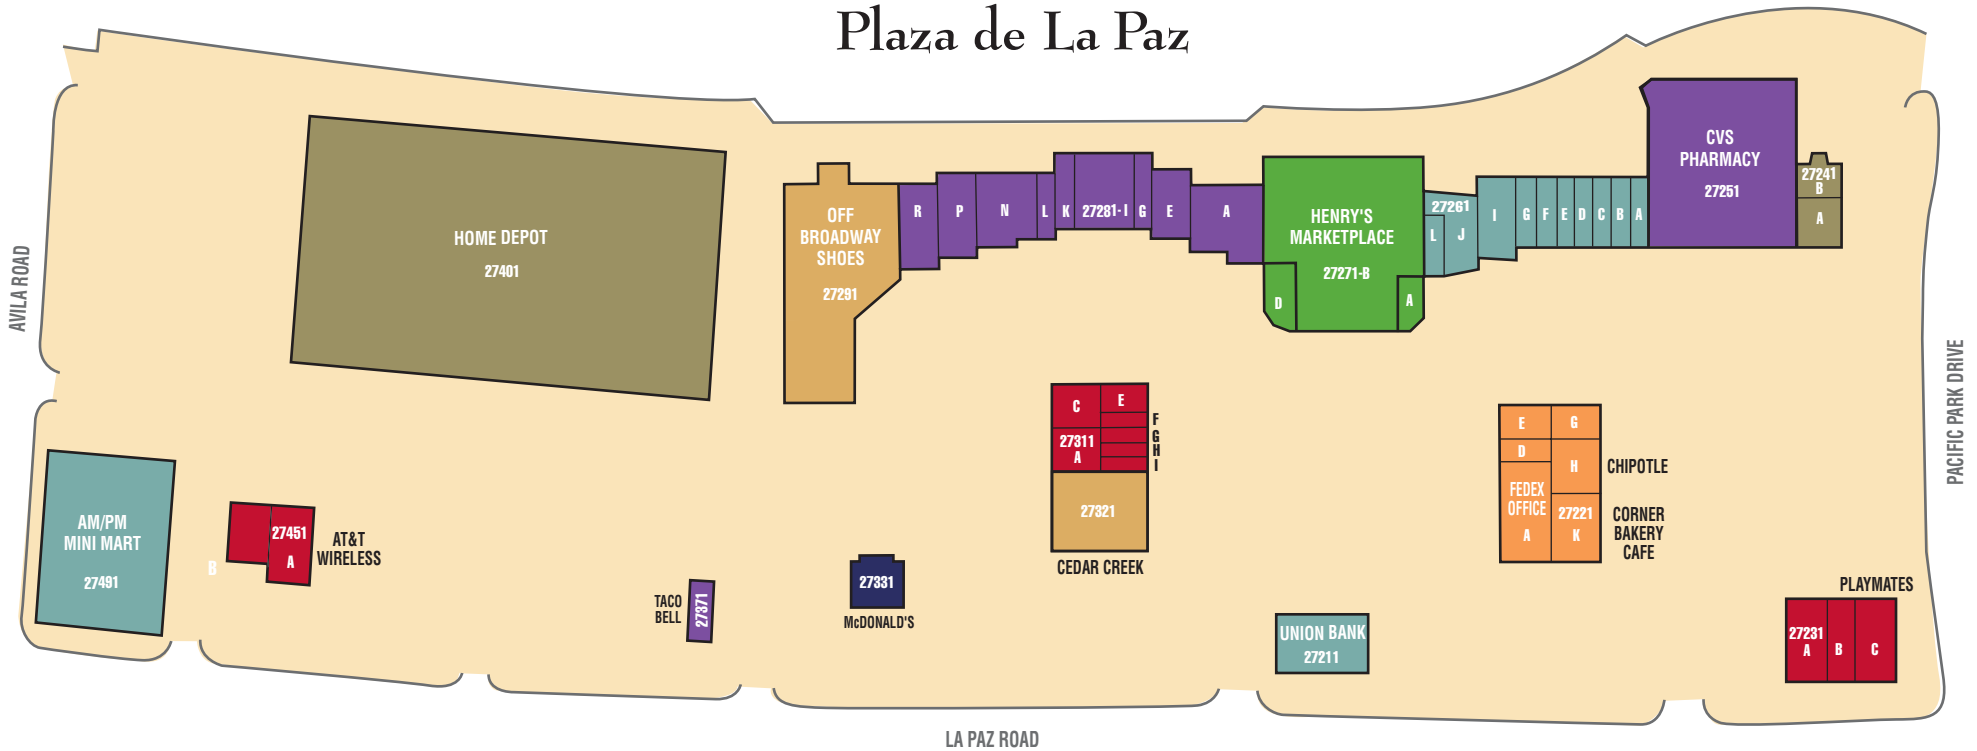 Plaza de La Paz
AVILA ROAD
HOME DEPOT
27401
OFF
BROADWAY
SHOES
27291
R
P
N
L
K
27281-I
G
E
A
HENRY'S
MARKETPLACE
27271-B
D
A
27261
L
J
I
G
F
E
D
C
B
A
CVS
PHARMACY
27251
27241
B
A
PACIFIC PARK DRIVE
AM/PM
MINI MART
27491
B
27451
A
AT&T
WIRELESS
TACO
BELL
27371
27331
McDONALD'S
C
E
27311
A
F
G
H
I
27321
CEDAR CREEK
E
G
D
H
CHIPOTLE
FEDEX
OFFICE
A
27221
K
CORNER
BAKERY
CAFE
UNION BANK
27211
PLAYMATES
27231
A
B
C
LA PAZ ROAD